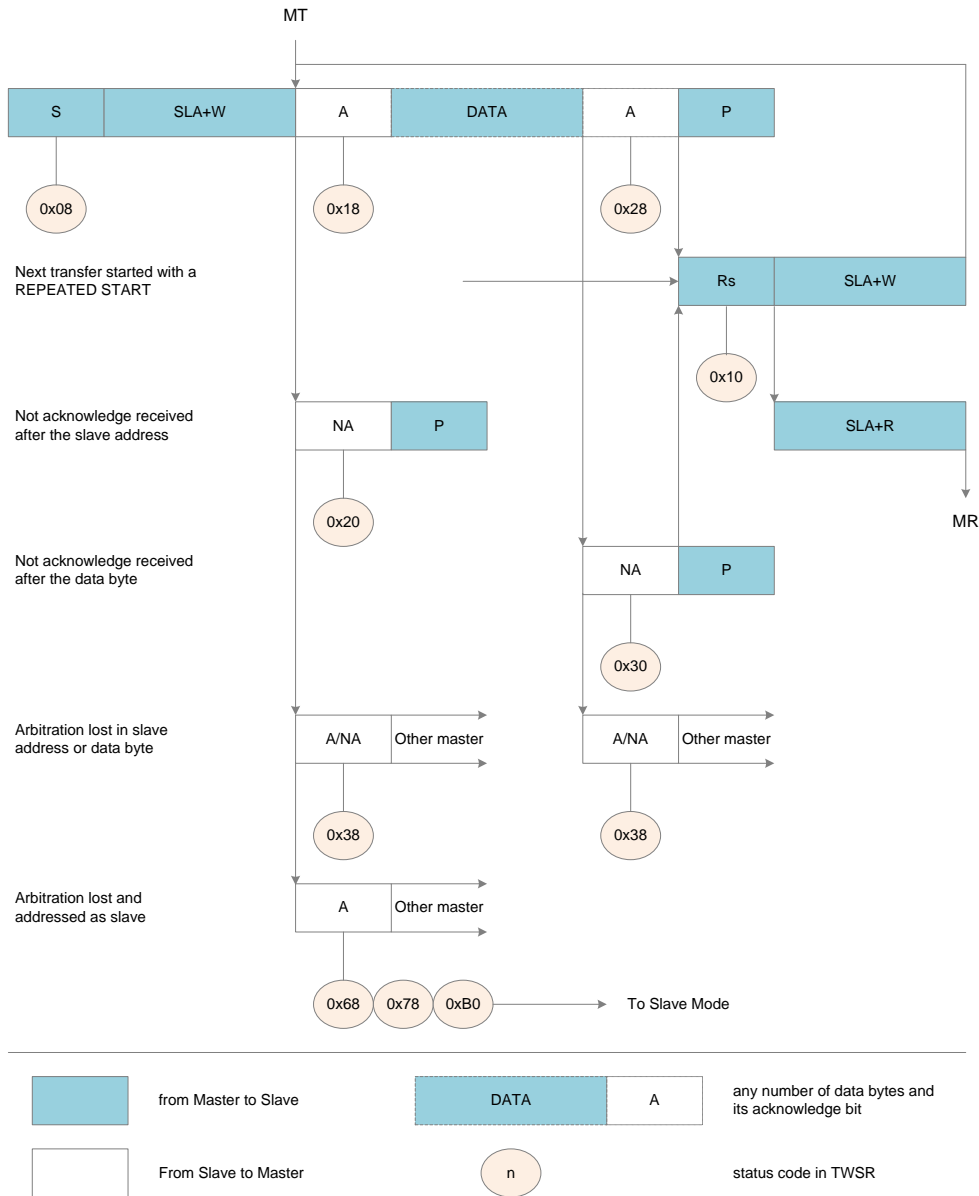 MT
S
SLA+W
A
DATA
A
P
0x08
0x18
0x28
Next transfer started with a
REPEATED START
Rs
SLA+W
0x10
Not acknowledge received
after the slave address
NA
P
SLA+R
0x20
MR
Not acknowledge received
after the data byte
NA
P
0x30
Arbitration lost in slave
address or data byte
A/NA
Other master
A/NA
Other master
0x38
0x38
Arbitration lost and
addressed as slave
A
Other master
0x68
0x78
0xB0
To Slave Mode
from Master to Slave
DATA
A
any number of data bytes and
its acknowledge bit
From Slave to Master
n
status code in TWSR